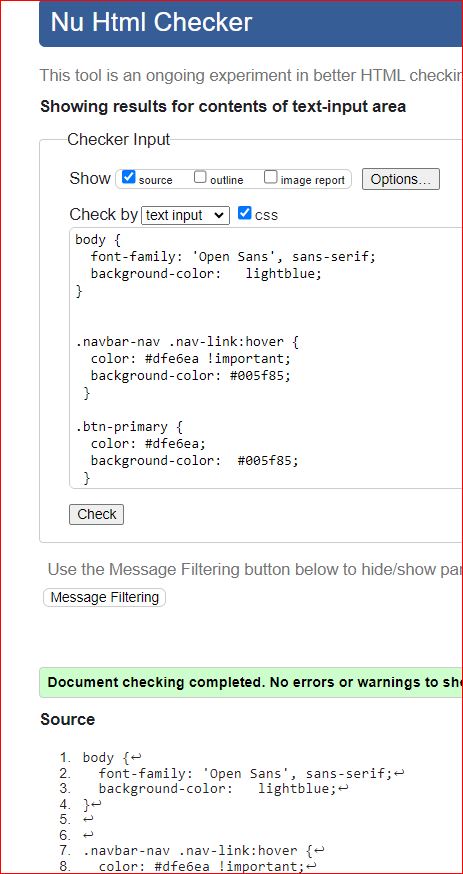 Nu Html Checker
This tool is an ongoing experiment in better HTML checkin
Showing results for contents of text-input area
Checker Input
Show source outline image report Options...
Check by text input css
body {
  font-family: 'Open Sans', sans-serif;
  background-color:   lightblue;
}
.navbar-nav .nav-link:hover {
  color: #dfe6ea !important;
  background-color: #005f85;
 }
.btn-primary {
  color: #dfe6ea;
  background-color:  #005f85;
 }
Check
Use the Message Filtering button below to hide/show par
Message Filtering
Document checking completed. No errors or warnings to sho
Source
1. body {↩
2.   font-family: 'Open Sans', sans-serif;↩
3.   background-color:   lightblue;↩
4. }↩
5. ↩
6. ↩
7. .navbar-nav .nav-link:hover {↩
8.   color: #dfe6ea !important;↩